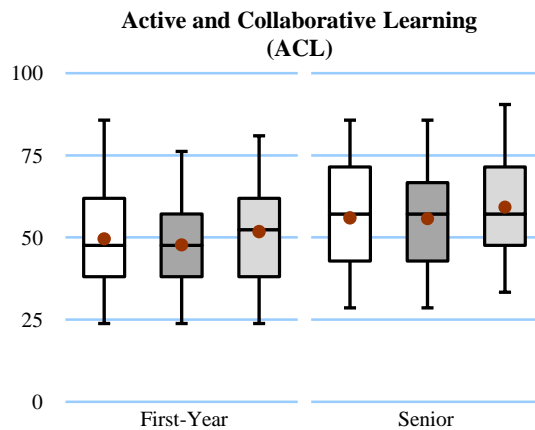 Active and Collaborative Learning
(ACL)
100
75
50
25
0
First-Year
Senior